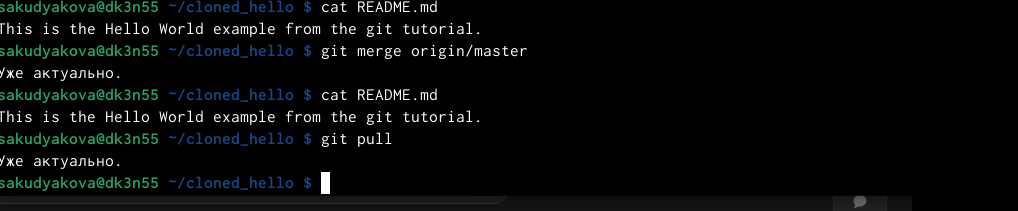 sakudyakova@dk3n55 ~/cloned_hello $ cat README.md
This is the Hello World example from the git tutorial.
sakudyakova@dk3n55 ~/cloned_hello $ git merge origin/master
Уже актуально.
sakudyakova@dk3n55 ~/cloned_hello $ cat README.md
This is the Hello World example from the git tutorial.
sakudyakova@dk3n55 ~/cloned_hello $ git pull
Уже актуально.
sakudyakova@dk3n55 ~/cloned_hello $